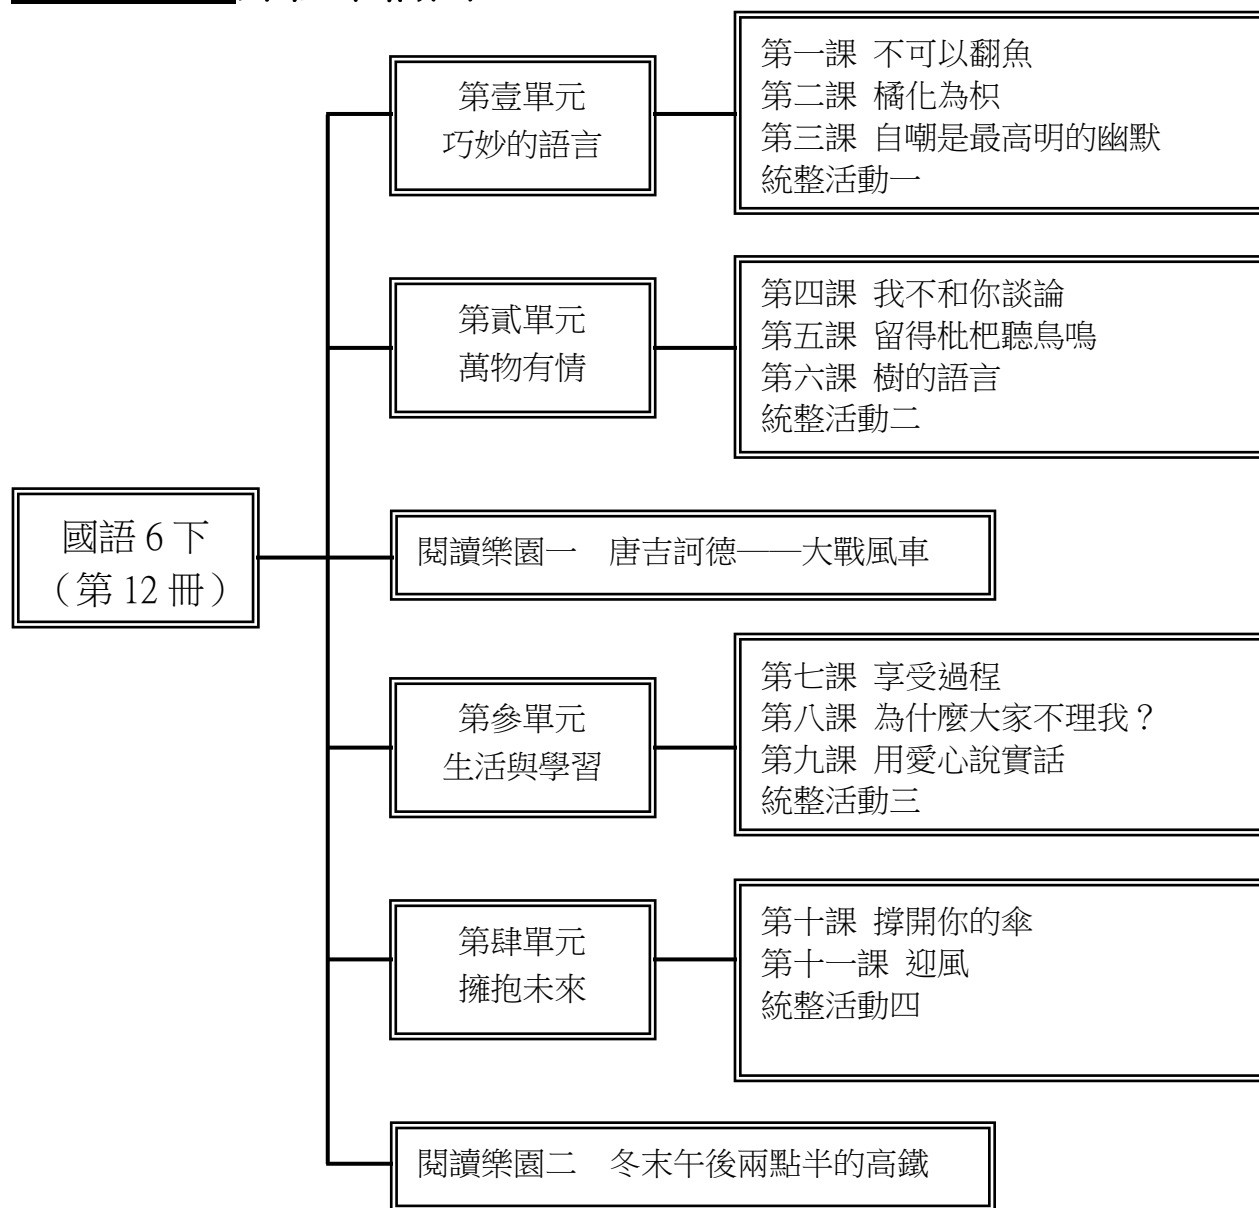 第壹單元
巧妙的語言
第一課 不可以翻魚
第二課 橘化為枳
第三課 自嘲是最高明的幽默
統整活動一
第貳單元
萬物有情
第四課 我不和你談論
第五課 留得枇杷聽鳥鳴
第六課 樹的語言
統整活動二
國語 6 下
（第 12 冊）
閱讀樂園一 唐吉訶德——大戰風車
第參單元
生活與學習
第七課 享受過程
第八課 為什麼大家不理我？
第九課 用愛心說實話
統整活動三
第肆單元
擁抱未來
第十課 撐開你的傘
第十一課 迎風
統整活動四
閱讀樂園二 冬末午後兩點半的高鐵